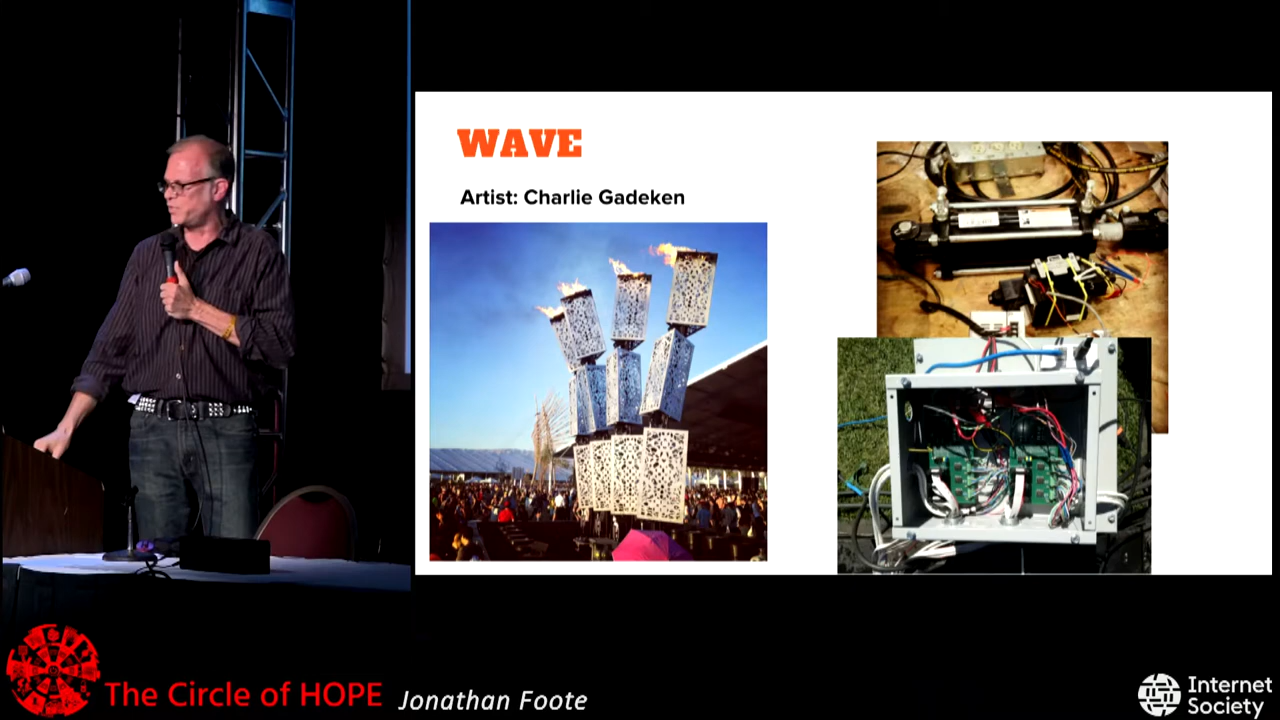 WAVE
Artist: Charlie Gadeken
The Circle of HOPE
Jonathan Foote
Internet
Society